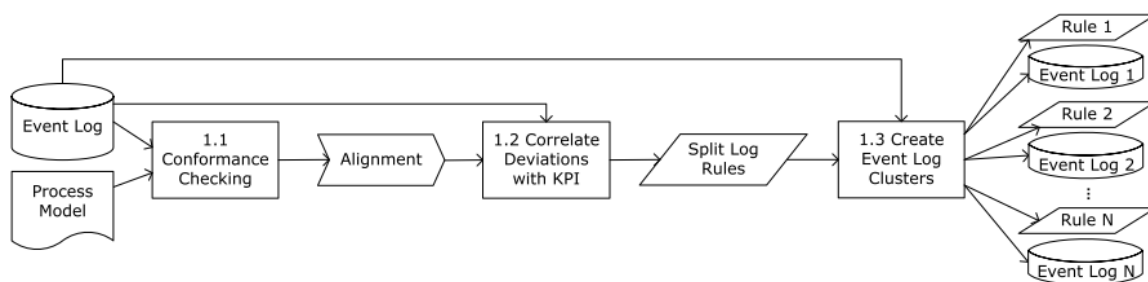 Event Log
Process
Model
1.1
Conformance
Checking
Alignment
1.2 Correlate
Deviations
with KPI
Split Log
Rules
1.3 Create
Event Log
Clusters
Rule 1
Event Log 1
Rule 2
Event Log 2
...
Rule N
Event Log N